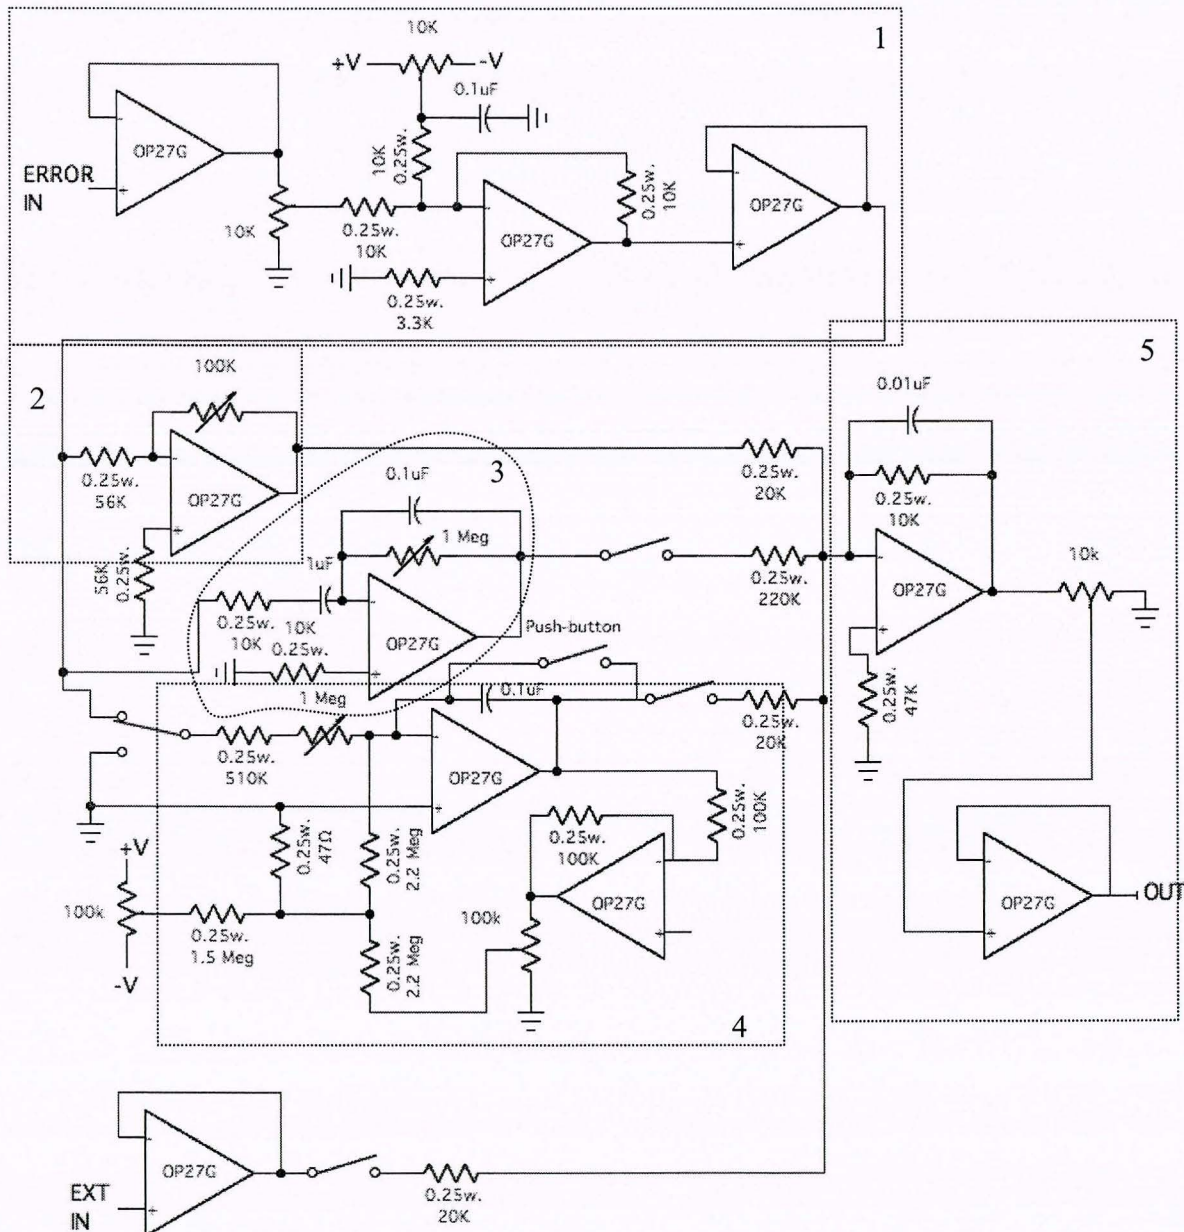 1
10K
+V
-V
0.1uF
OP27G
ERROR
IN
10K
10K
0.25w.
0.25w.
10K
OP27G
0.25w.
10K
0.25w.
3.3K
OP27G
2
100K
0.25w.
56K
OP27G
56K
0.25w.
3
0.1uF
1 Meg
1uF
0.25w.
10K
10K
0.25w.
OP27G
Push-button
0.25w.
20K
0.25w.
220K
5
0.01uF
0.25w.
10K
OP27G
10k
0.25w.
47K
OP27G
OUT
1 Meg
0.1uF
0.25w.
20K
0.25w.
510K
OP27G
0.25w.
47Ω
0.25w.
2.2 Meg
0.25w.
100K
0.25w.
100K
OP27G
+V
100k
-V
0.25w.
1.5 Meg
0.25w.
2.2 Meg
100k
4
OP27G
EXT
IN
0.25w.
20K